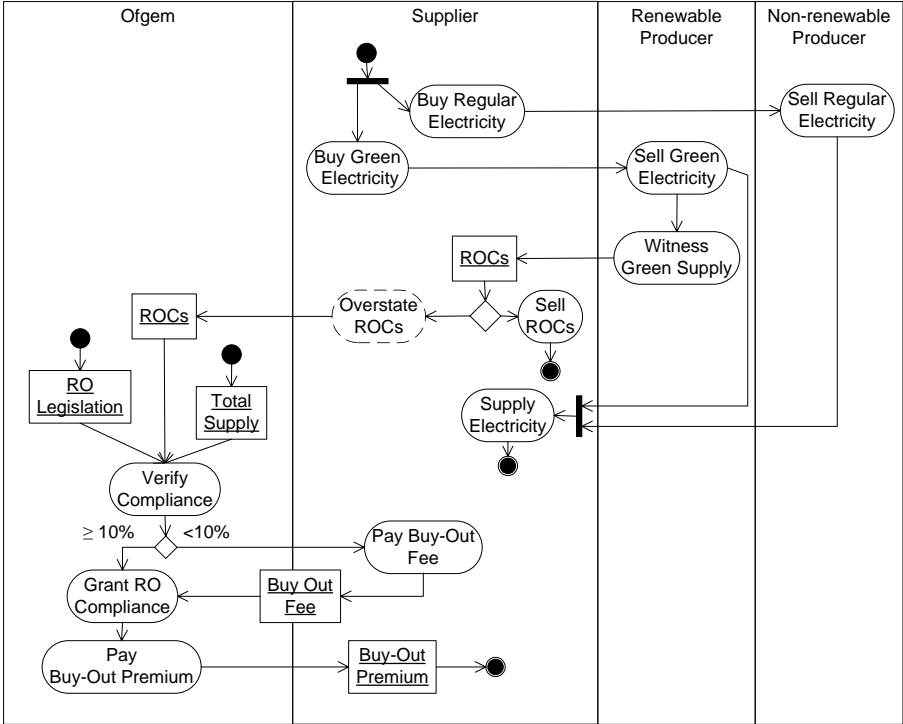 Ofgem
Supplier
Renewable
Producer
Non-renewable
Producer
Buy Regular
Electricity
Sell Regular
Electricity
Buy Green
Electricity
Sell Green
Electricity
Witness
Green Supply
ROCs
Overstate
ROCs
Sell
ROCs
ROCs
RO
Legislation
Total
Supply
Supply
Electricity
Verify
Compliance
≥ 10%
<10%
Pay Buy-Out
Fee
Grant RO
Compliance
Buy Out
Fee
Pay
Buy-Out Premium
Buy-Out
Premium